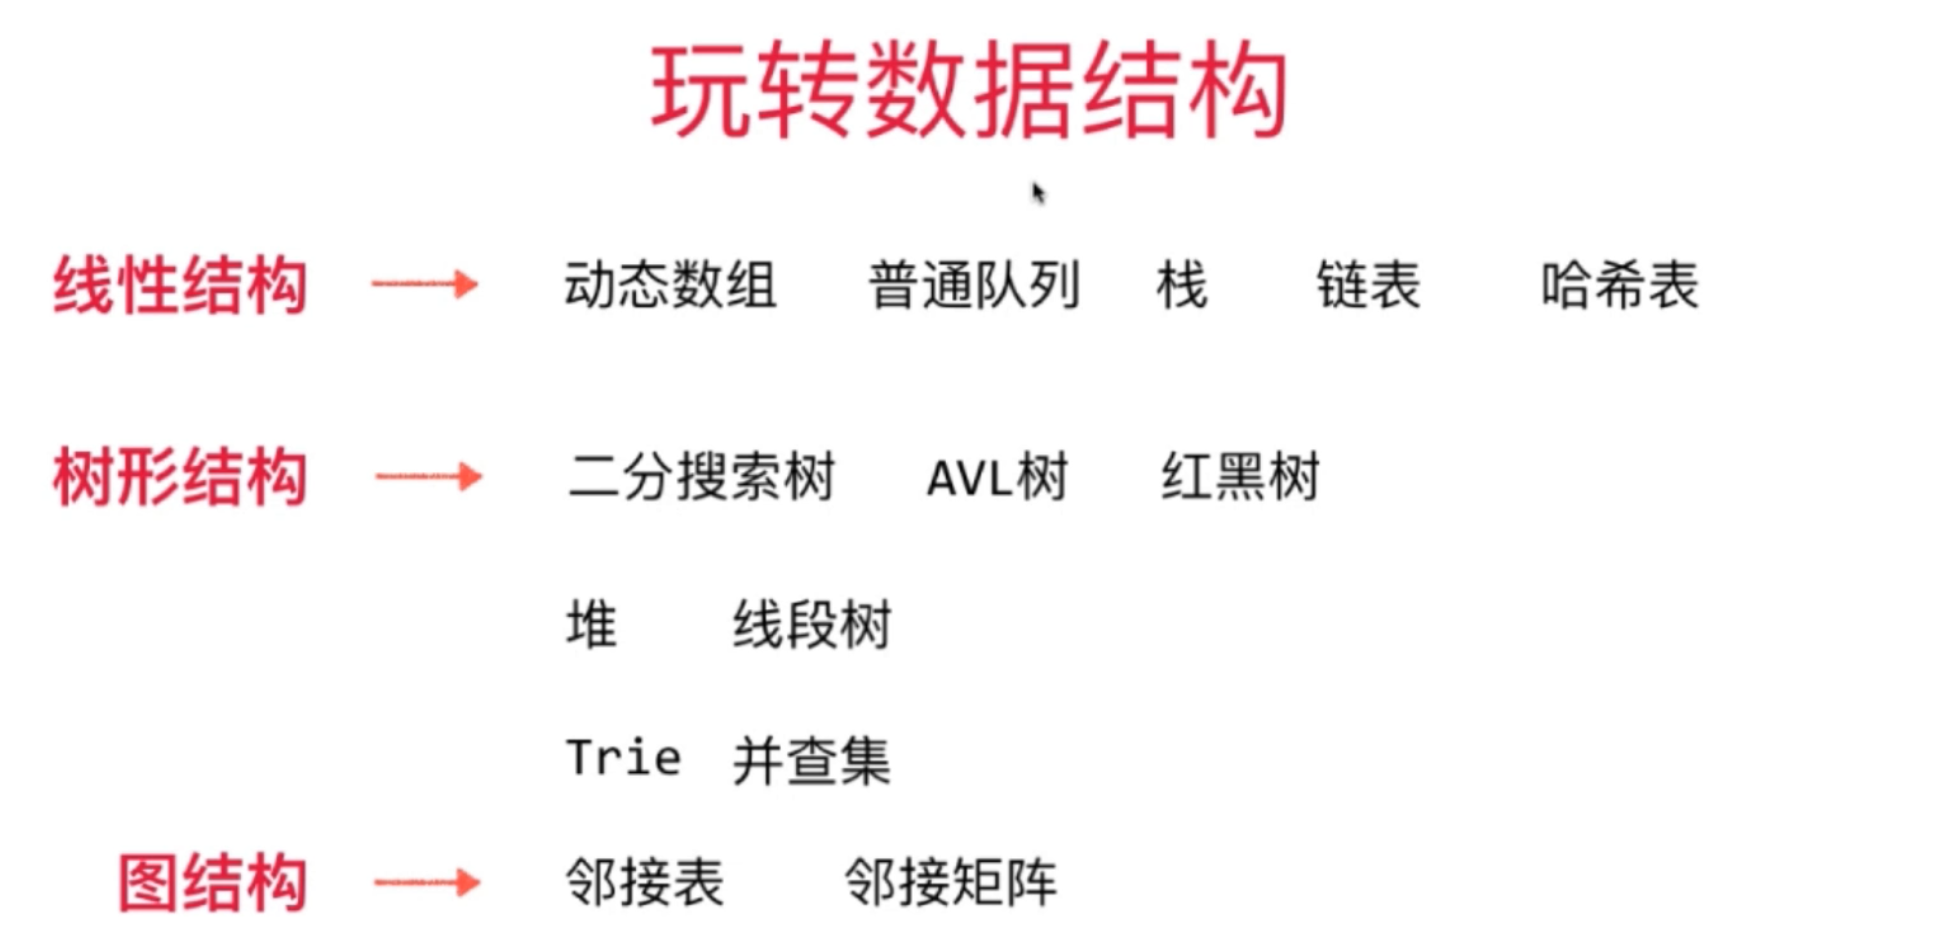 玩转数据结构
线性结构 动态数组 普通队列 栈 链表 哈希表
树形结构 二分搜索树 AVL树 红黑树
堆 线段树
Trie 并查集
图结构 邻接表 邻接矩阵